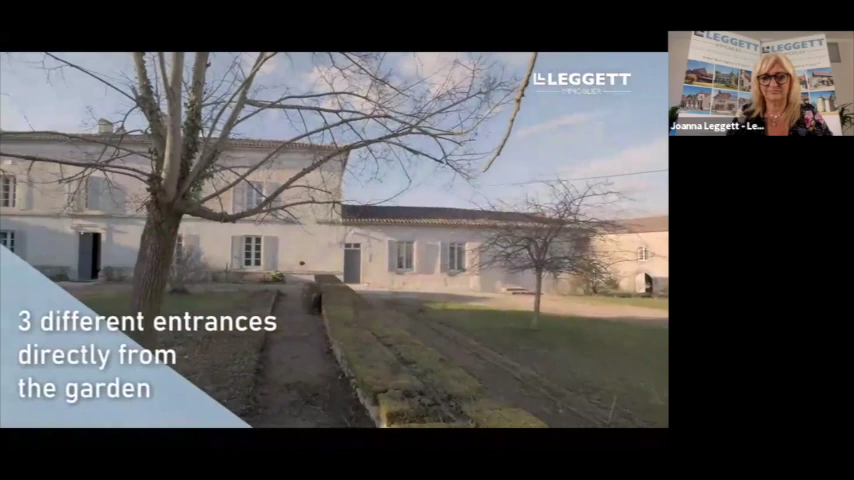 LEGGETT
IMMOBILIER
3 different entrances
directly from
the garden
LEGGETT
LEGGETT
Joanna Leggett - Le...